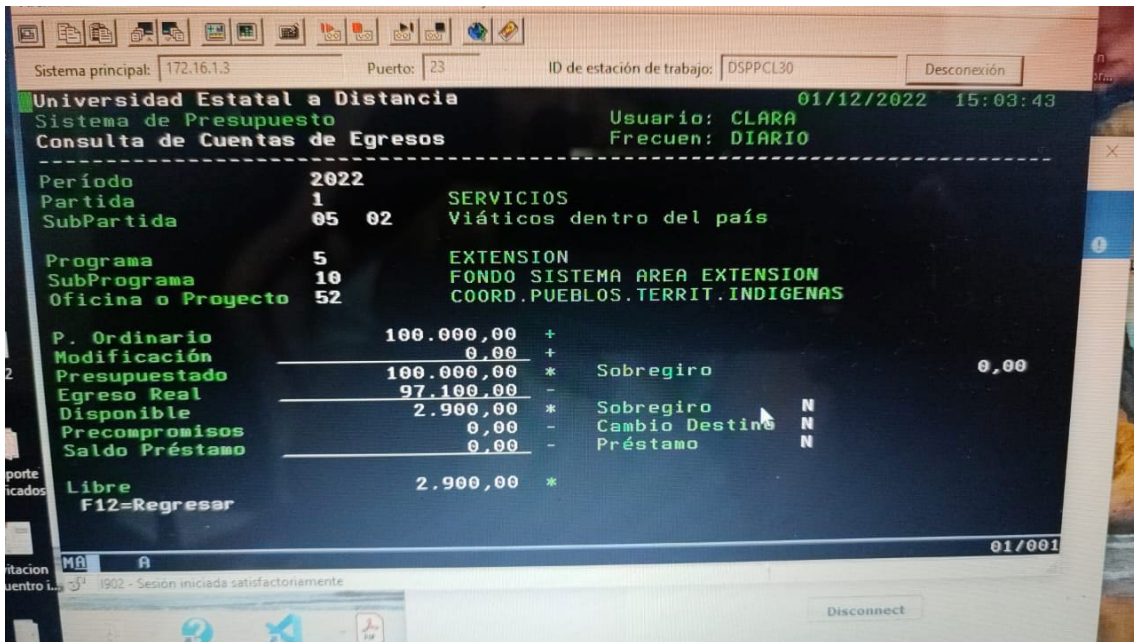 Sistema principal: 172.16.1.3 Puerto: 23 ID de estación de trabajo: DSPPCL30 Desconexión
Universidad Estatal a Distancia 01/12/2022 15:03:43
Sistema de Presupuesto Usuario: CLARA
Consulta de Cuentas de Egresos Frecuen: DIARIO
Período 2022
Partida 1 SERVICIOS
SubPartida 05 02 Viáticos dentro del país
Programa 5 EXTENSION
SubPrograma 10 FONDO SISTEMA AREA EXTENSION
Oficina o Proyecto 52 COORD.PUEBLOS.TERRIT.INDIGENAS
P. Ordinario 100.000,00 +
Modificación 0,00 +
Presupuestado 100.000,00 * Sobregiro 0,00
Egreso Real 97.100,00 -
Disponible 2.900,00 * Sobregiro N
Precompromisos 0,00 - Cambio Destino N
Saldo Préstamo 0,00 - Préstamo N
Libre 2.900,00 *
F12=Regresar
01/001
MA A
I902 - Sesión iniciada satisfactoriamente
Disconnect